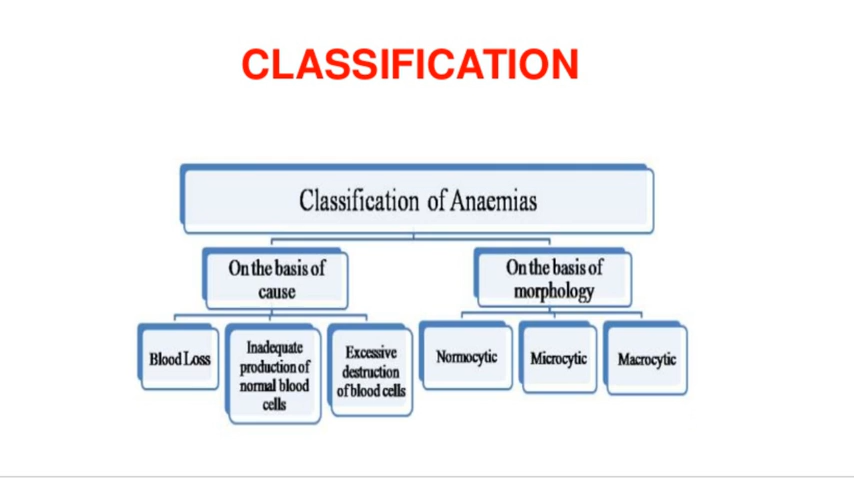 CLASSIFICATION
Classification of Anaemias
On the basis of
cause
On the basis of
morphology
Blood Loss
Inadequate
production of
normal blood
cells
Excessive
destruction
of blood cells
Normocytic
Microcytic
Macrocytic